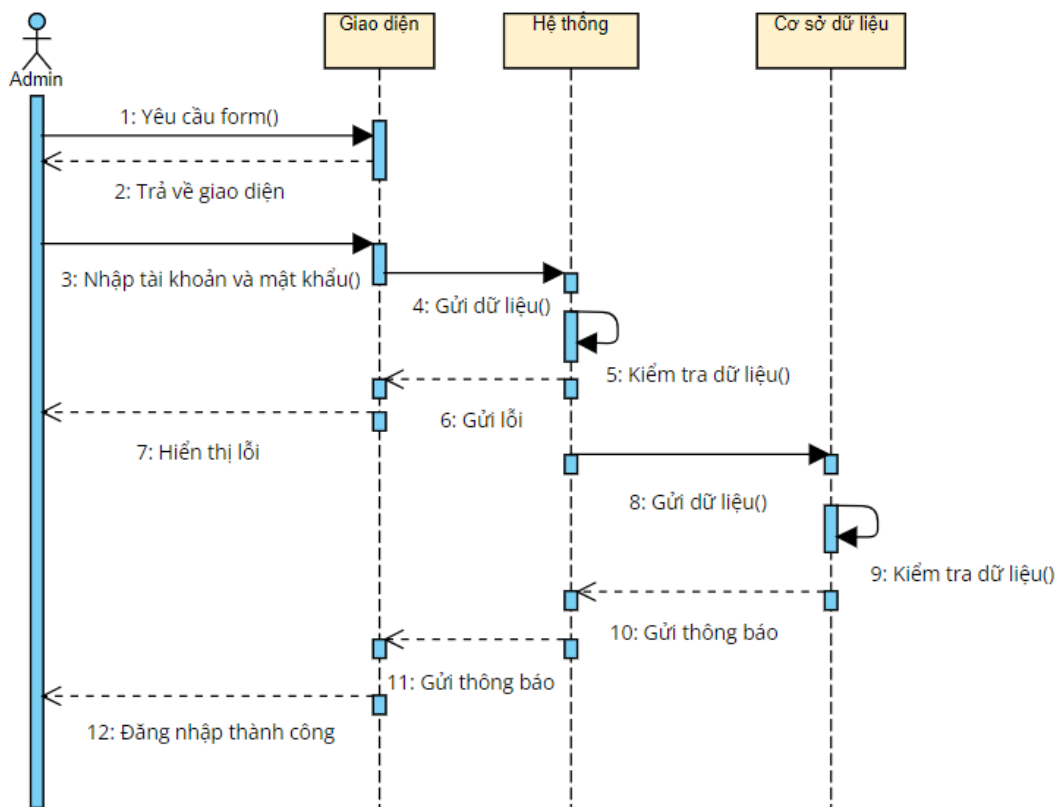 Giao diện
Hệ thống
Cơ sở dữ liệu
Admin
1: Yêu cầu form()
2: Trả về giao diện
3: Nhập tài khoản và mật khẩu()
4: Gửi dữ liệu()
5: Kiểm tra dữ liệu()
6: Gửi lỗi
7: Hiển thị lỗi
8: Gửi dữ liệu()
9: Kiểm tra dữ liệu()
10: Gửi thông báo
11: Gửi thông báo
12: Đăng nhập thành công